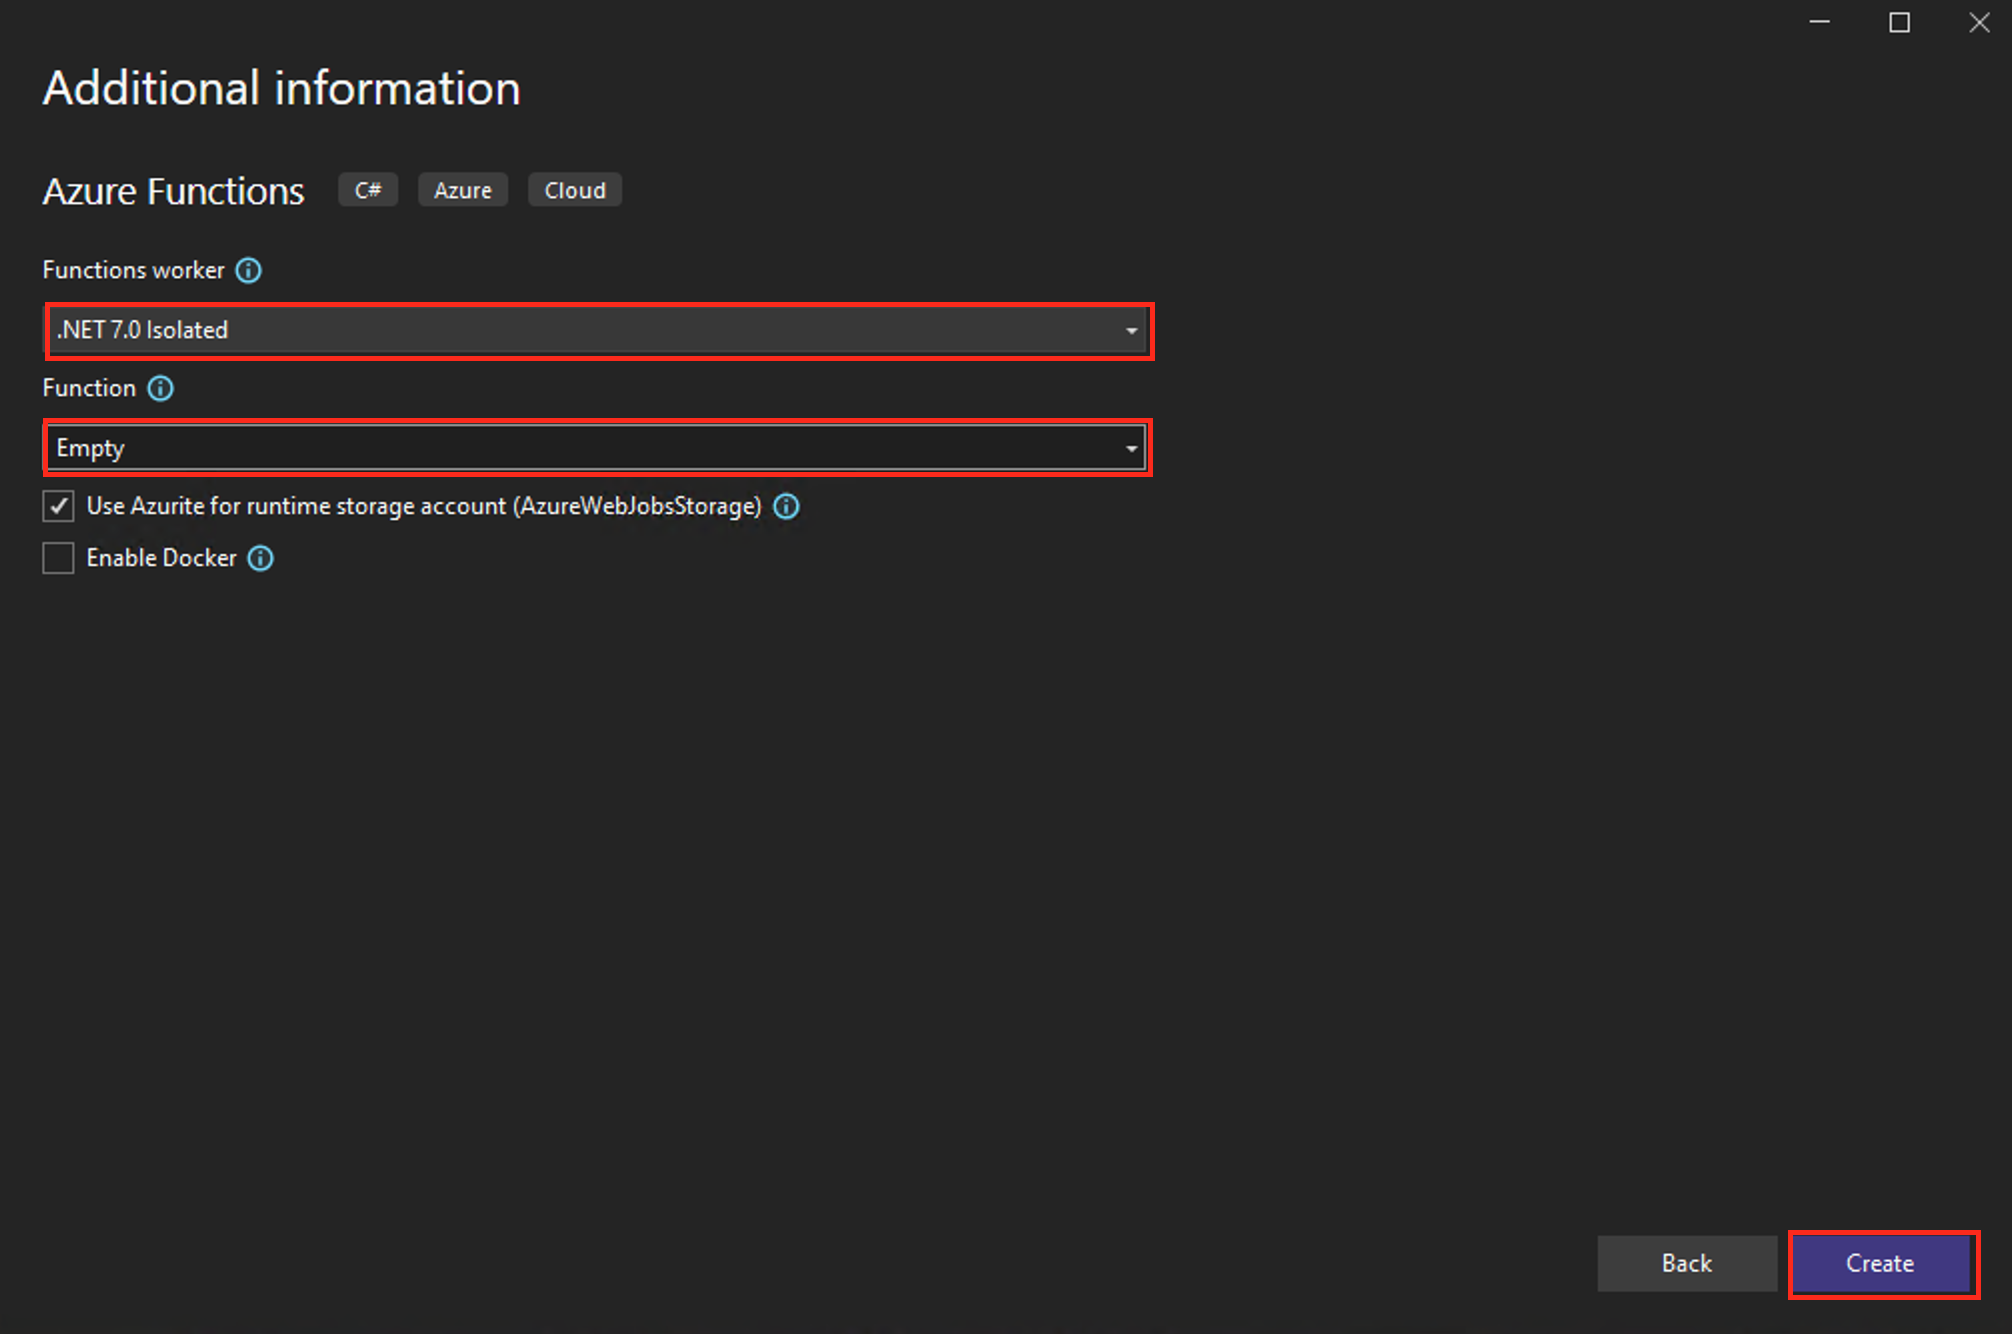 Additional information
Azure Functions C# Azure Cloud
Functions worker
.NET 7.0 Isolated
Function
Empty
Use Azurite for runtime storage account (AzureWebJobsStorage)
Enable Docker
Back Create